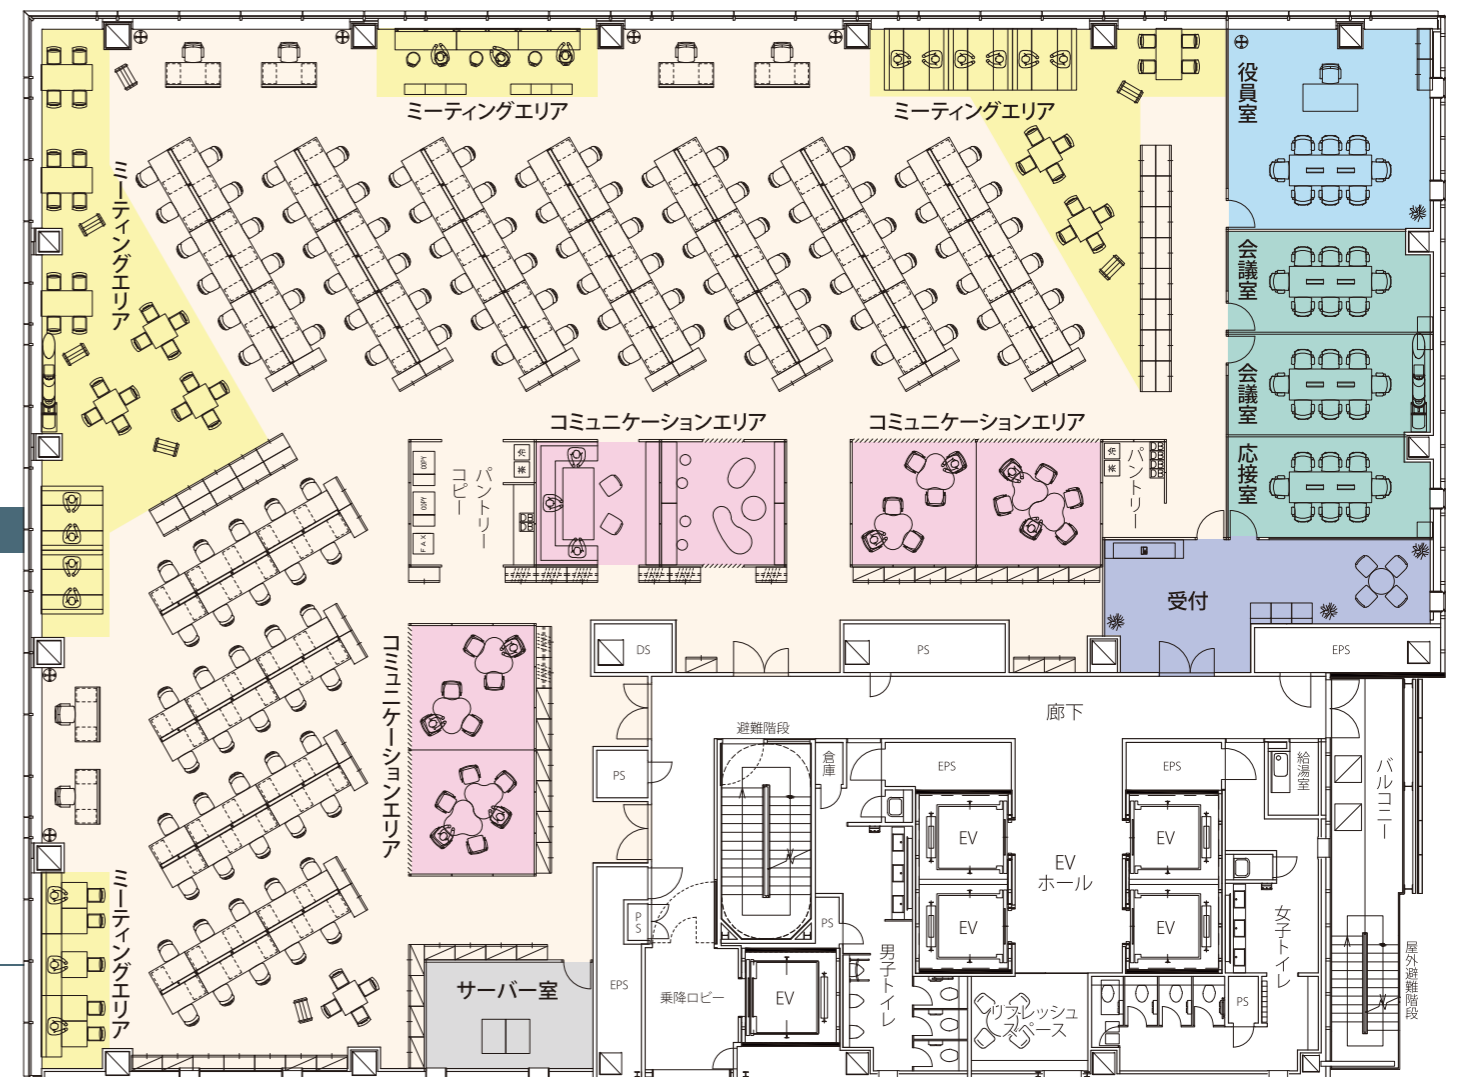 ミーティングエリア
ミーティングエリア
役員室
ミーティングエリア
会議室
会議室
コミュニケーションエリア
コミュニケーションエリア
応接室
COPY
COPY
FAX
パントリー
コピー
パントリー
受付
DS
PS
EPS
コミュニケーションエリア
廊下
避難階段
倉庫
EPS
EPS
給湯室
バルコニー
PS
EV
EV
EV
ホール
EV
EV
ミーティングエリア
PS
PS
男子トイレ
女子トイレ
屋外避難階段
サーバー室
EPS
乗降ロビー
EV
リフレッシュ
スペース
PS